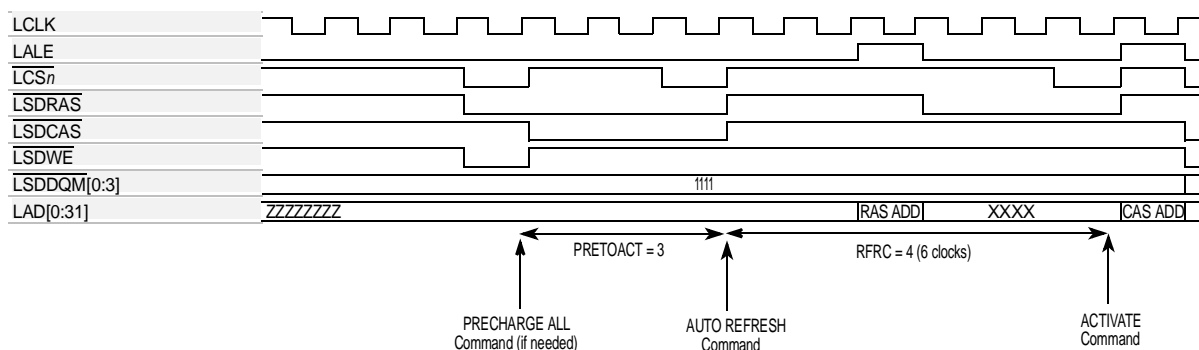 LCLK
LALE
LCSn
LSDRAS
LSDCAS
LSDWE
LSDDQM[0:3] 1111
LAD[0:31] ZZZZZZZZ RAS ADD XXXX CAS ADD
PRETOACT = 3 RFRC = 4 (6 clocks)
PRECHARGE ALL
Command (if needed)
AUTO REFRESH
Command
ACTIVATE
Command